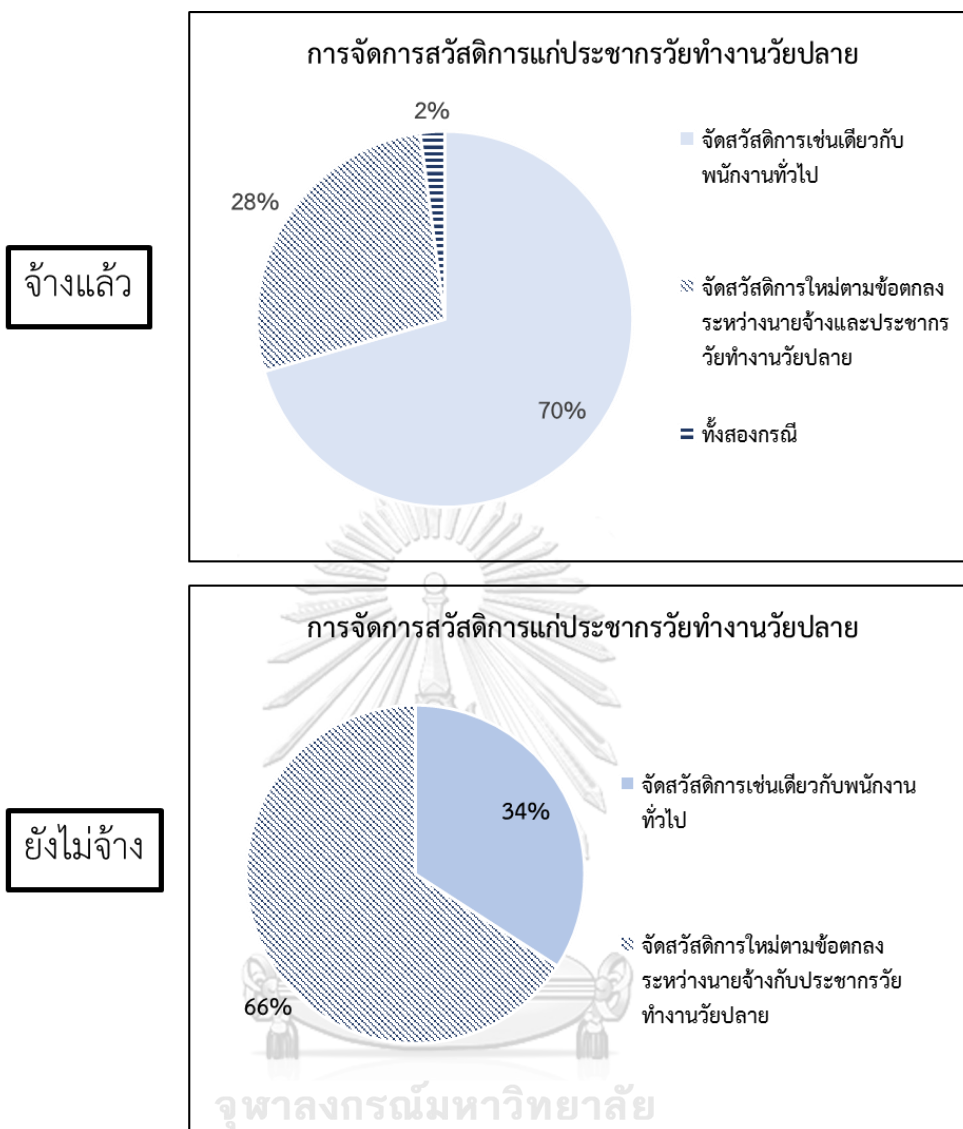 การจัดการสวัสดิการแก่ประชากรวัยทำงานวัยปลาย
2%
28%
70%
จัดสวัสดิการเช่นเดียวกับ
พนักงานทั่วไป
จัดสวัสดิการใหม่ตามข้อตกลง
ระหว่างนายจ้างและประชากร
วัยทำงานวัยปลาย
ทั้งสองกรณี
จ้างแล้ว
การจัดการสวัสดิการแก่ประชากรวัยทำงานวัยปลาย
34%
66%
จัดสวัสดิการเช่นเดียวกับพนักงาน
ทั่วไป
จัดสวัสดิการใหม่ตามข้อตกลง
ระหว่างนายจ้างกับประชากรวัย
ทำงานวัยปลาย
ยังไม่จ้าง
จุฬาลงกรณ์มหาวิทยาลัย